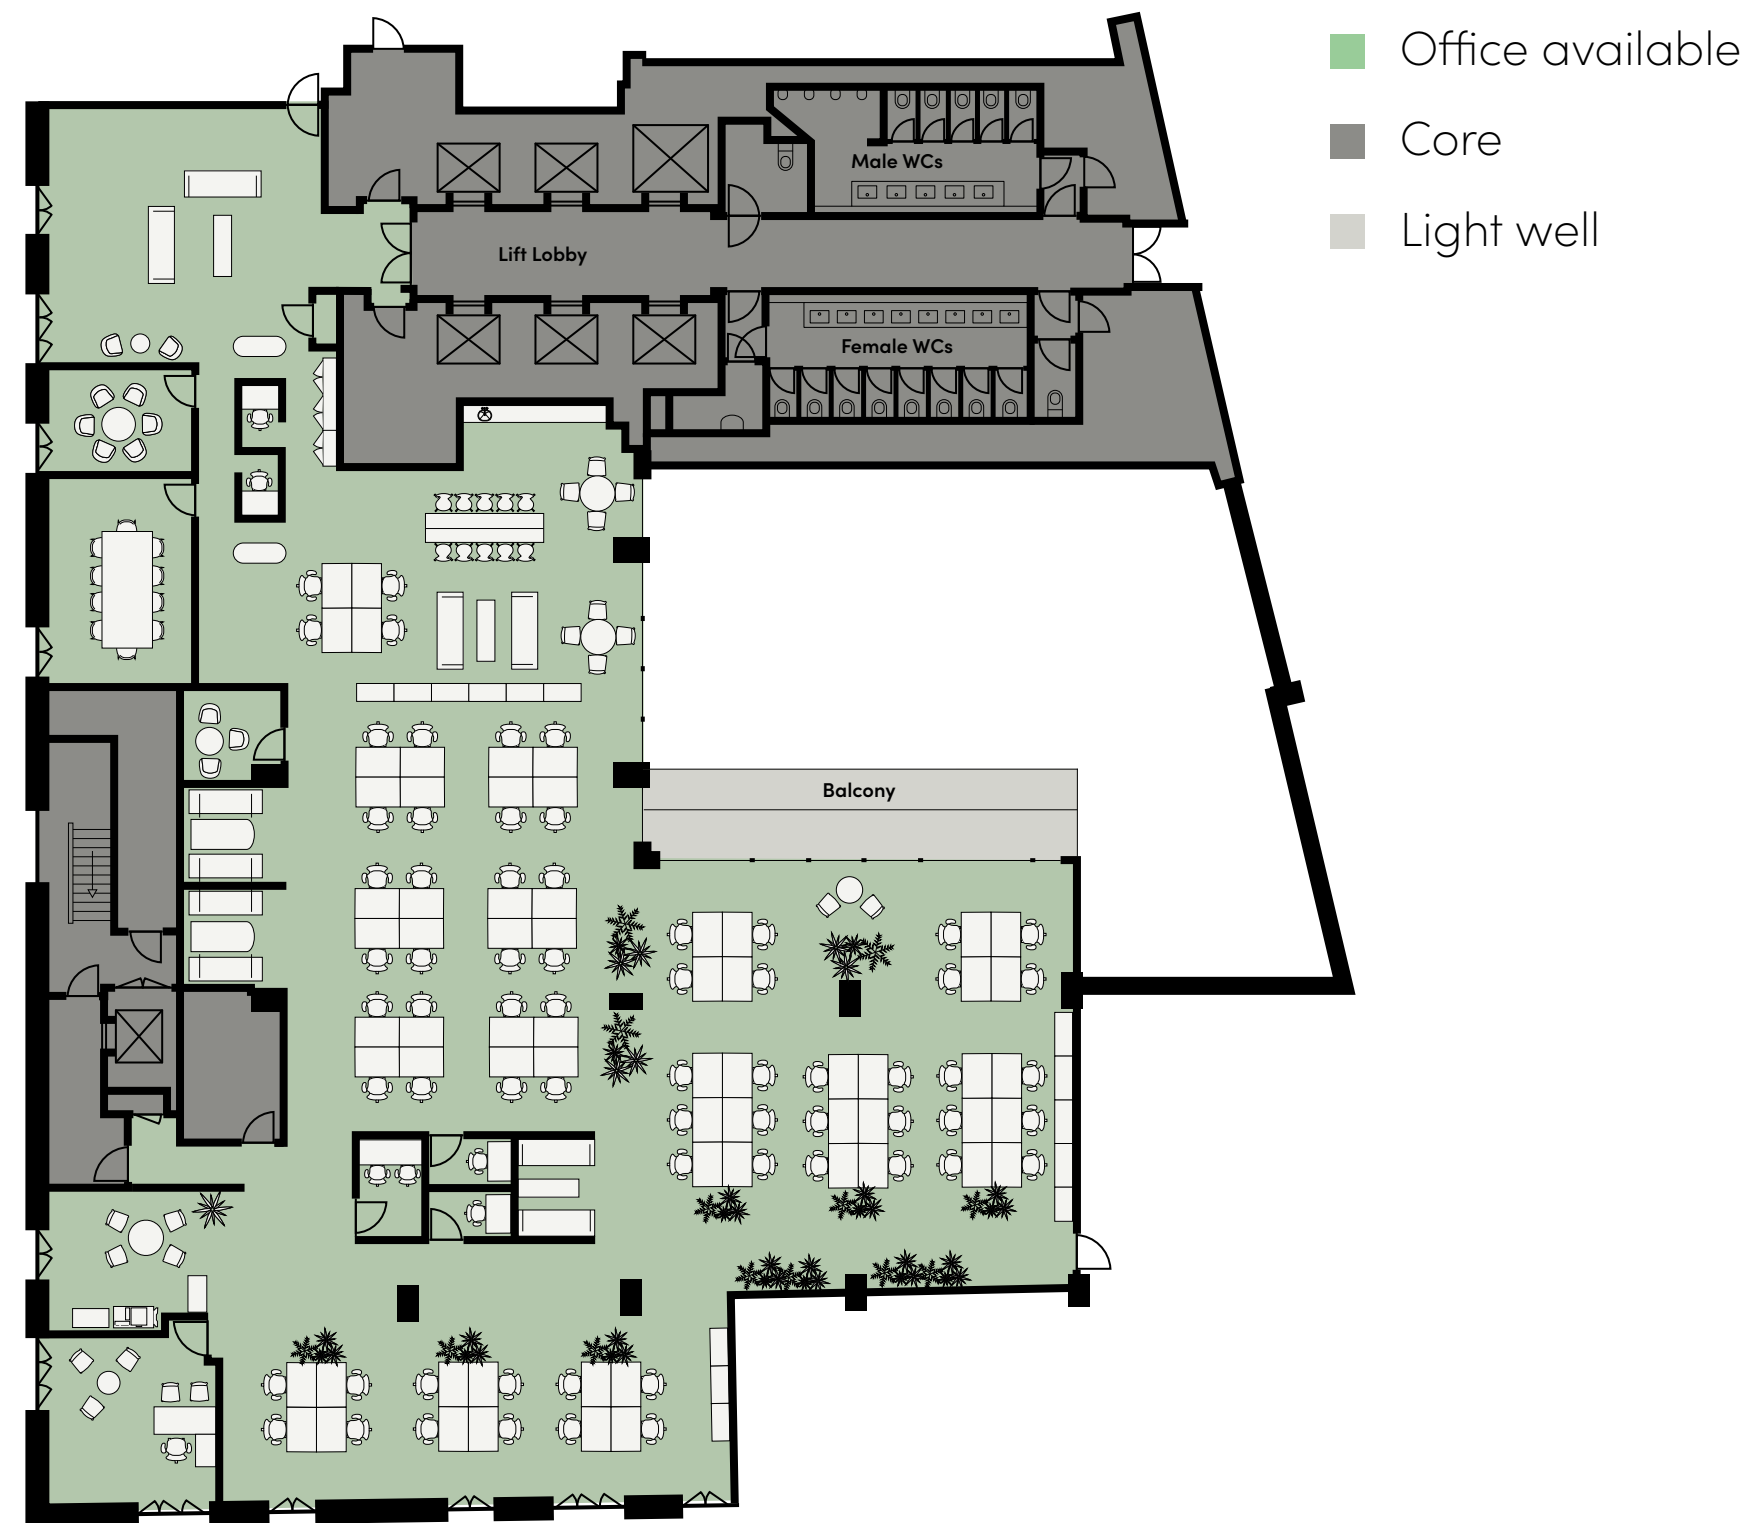 Office available
Core
Light well
Male WCs
Lift Lobby
Female WCs
Balcony